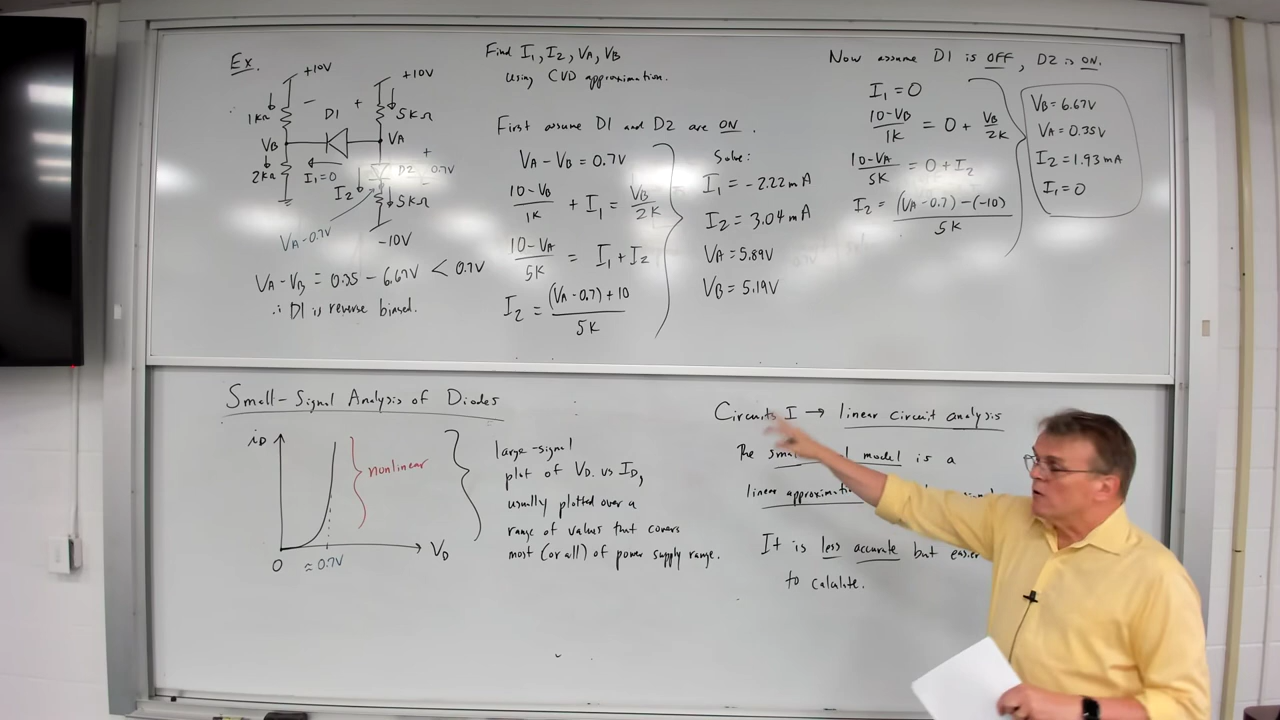 Ex.
+10V
+10V
1kΩ
–
D1
+
5kΩ
VB
VA
2kΩ
I1=0
I2
D2
+
0.7V
–
5kΩ
VA-0.7V
-10V
VA-VB = 0.35 - 6.67V < 0.7V
∴ D1 is reverse biased.
Find I1, I2, VA, VB
using CVD approximation.
First assume D1 and D2 are ON.
VA-VB = 0.7V
10-VB/1K + I1 = VB/2K
10-VA/5K = I1+I2
I2 = (VA-0.7)+10/5K
Solve:
I1 = -2.22mA
I2 = 3.04mA
VA = 5.89V
VB = 5.19V
Now assume D1 is OFF, D2 is ON.
I1=0
10-VB/1K = 0 + VB/2K
10-VA/5K = 0+I2
I2 = (VA-0.7)-(-10)/5K
VB = 6.67V
VA = 0.35V
I2 = 1.93mA
I1 = 0
Small-Signal Analysis of Diodes
iD
nonlinear
VD
0
≈0.7V
large-signal
plot of VD vs ID,
usually plotted over a
range of values that covers
most (or all) of power supply range.
Circuits I → linear circuit analysis
The model is a
linear
It is less accurate but
to calulate.